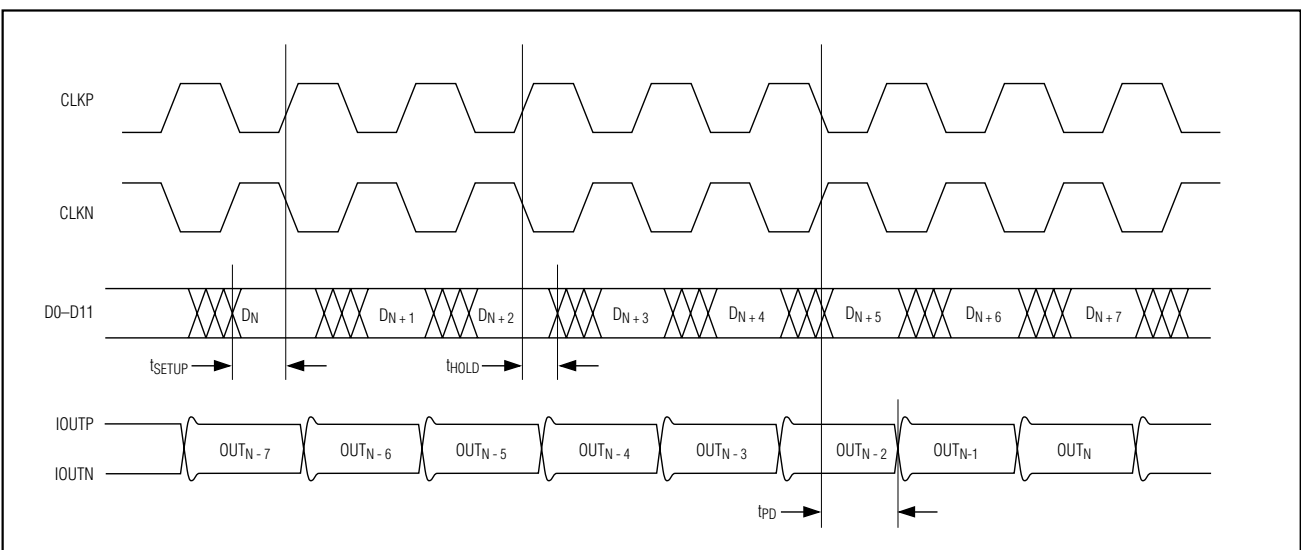 CLKP
CLKN
D0–D11
DN
DN + 1
DN + 2
DN + 3
DN + 4
DN + 5
DN + 6
DN + 7
tSETUP
tHOLD
IOUTP
IOUTN
OUTN - 7
OUTN - 6
OUTN - 5
OUTN - 4
OUTN - 3
OUTN - 2
OUTN-1
OUTN
tPD